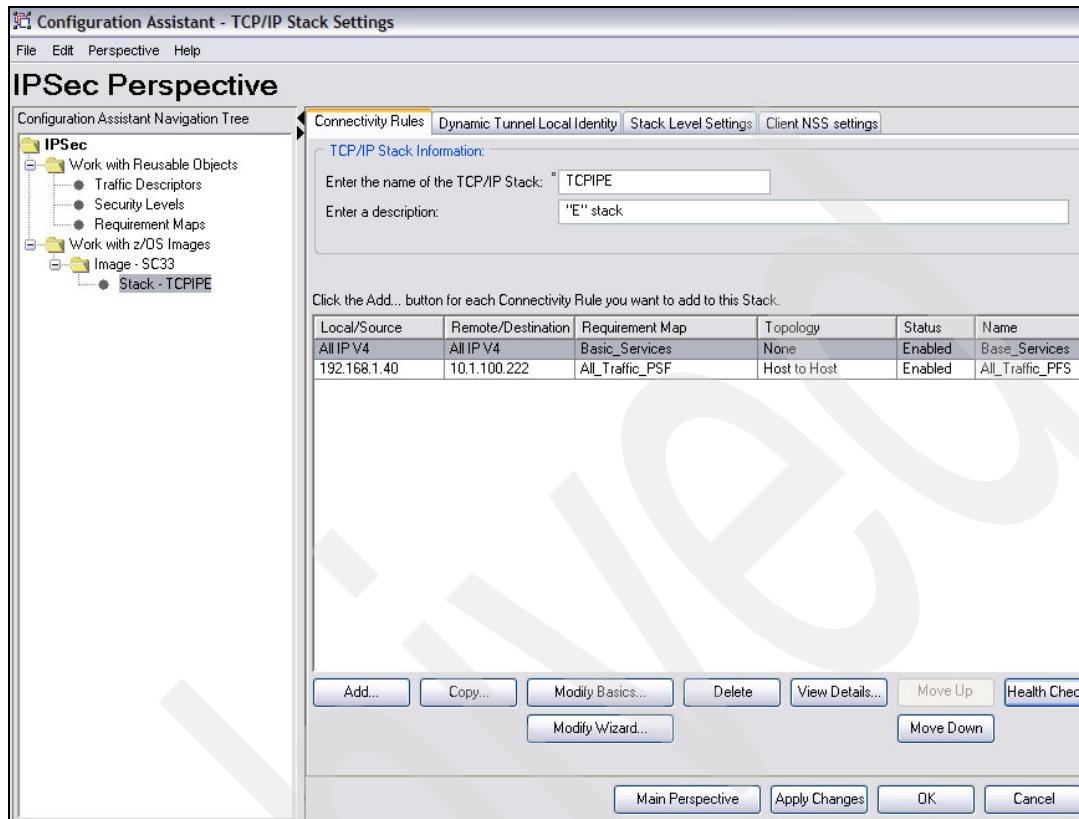 Configuration Assistant - TCP/IP Stack Settings
File Edit Perspective Help
IPSec Perspective
Configuration Assistant Navigation Tree
IPSec
Work with Reusable Objects
Traffic Descriptors
Security Levels
Requirement Maps
Work with z/OS Images
Image - SC33
Stack - TCPIPE
Connectivity Rules Dynamic Tunnel Local Identity Stack Level Settings Client NSS settings
TCP/IP Stack Information:
Enter the name of the TCP/IP Stack: * TCPIPE
Enter a description: "E" stack
Click the Add... button for each Connectivity Rule you want to add to this Stack.
Local/Source Remote/Destination Requirement Map Topology Status Name
All IP V4 All IP V4 Basic_Services None Enabled Base_Services
192.168.1.40 10.1.100.222 All_Traffic_PSF Host to Host Enabled All_Traffic_PFS
Add... Copy... Modify Basics... Delete View Details... Move Up Health Chec
Modify Wizard... Move Down
Main Perspective Apply Changes OK Cancel